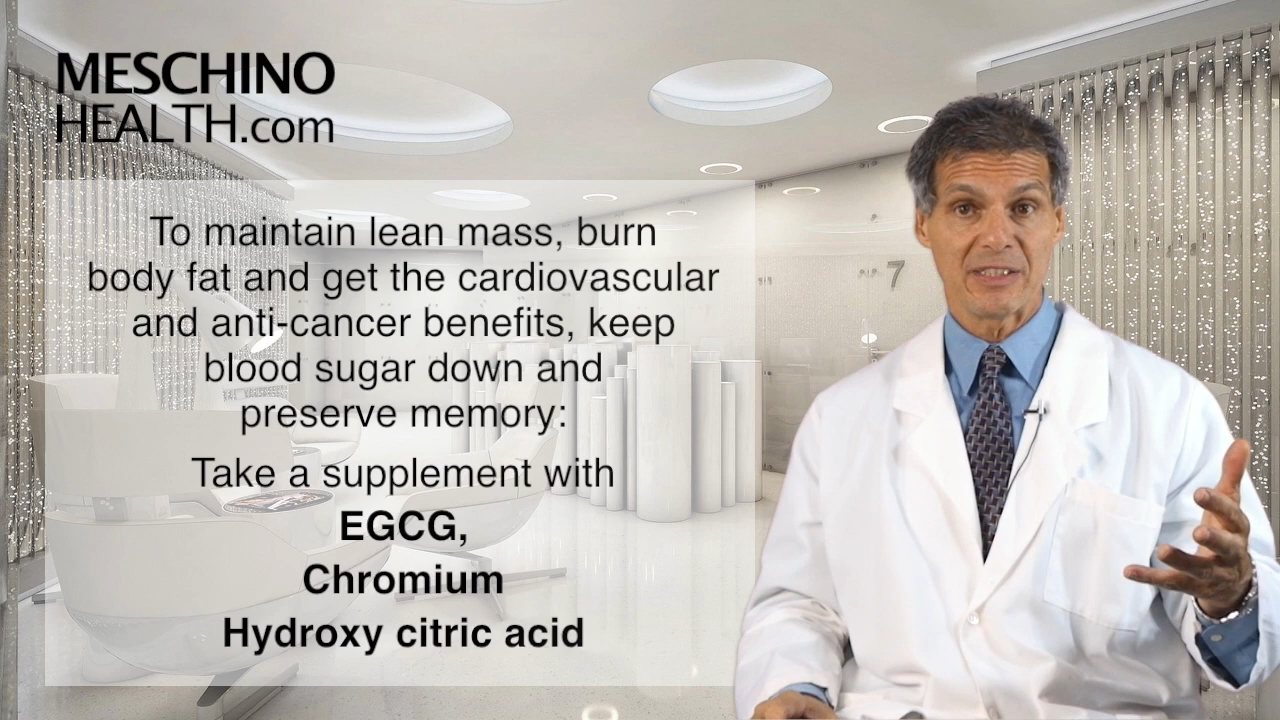 MESCHINO
HEALTH.com
To maintain lean mass, burn
body fat and get the cardiovascular
and anti-cancer benefits, keep
blood sugar down and
preserve memory:
Take a supplement with
EGCG,
Chromium
Hydroxy citric acid
7